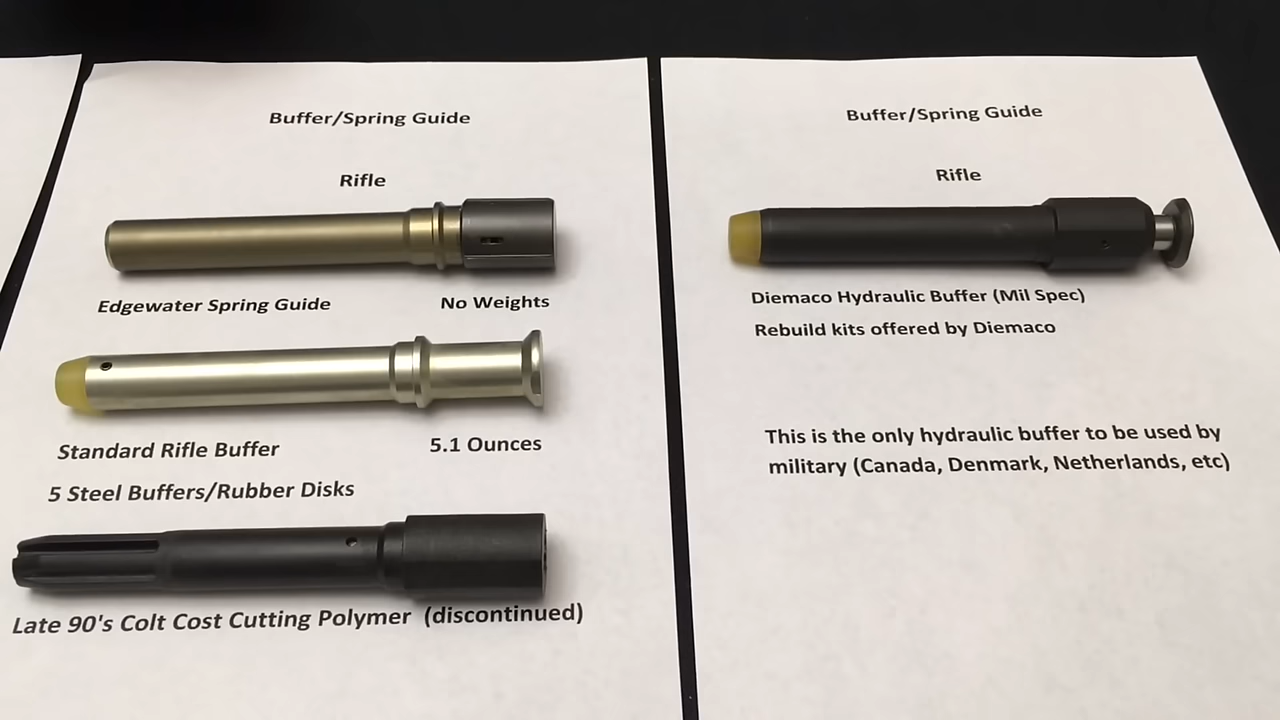 Buffer/Spring Guide
Rifle
Edgewater Spring Guide No Weights
Standard Rifle Buffer 5.1 Ounces
5 Steel Buffers/Rubber Disks
Late 90's Colt Cost Cutting Polymer (discontinued)
Buffer/Spring Guide
Rifle
Diemaco Hydraulic Buffer (Mil Spec)
Rebuild kits offered by Diemaco
This is the only hydraulic buffer to be used by
military (Canada, Denmark, Netherlands, etc)